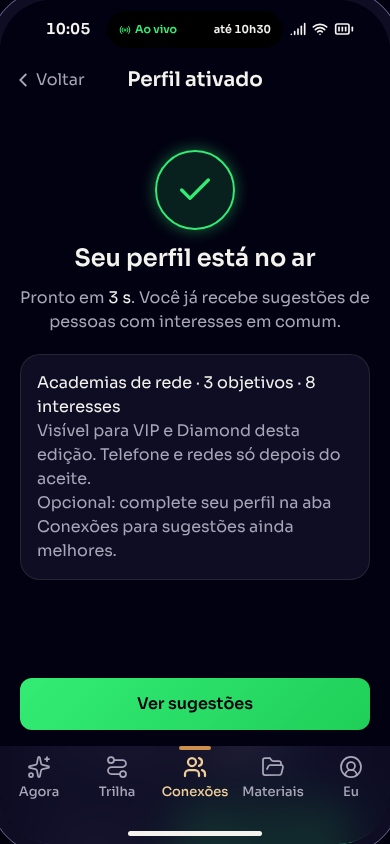 10:05
Ao vivo
até 10h30
Voltar
Perfil ativado
Seu perfil está no ar
Pronto em 3 s. Você já recebe sugestões de
pessoas com interesses em comum.
Academias de rede · 3 objetivos · 8
interesses
Visível para VIP e Diamond desta
edição. Telefone e redes só depois do
aceite.
Opcional: complete seu perfil na aba
Conexões para sugestões ainda
melhores.
Ver sugestões
Agora
Trilha
Conexões
Materiais
Eu